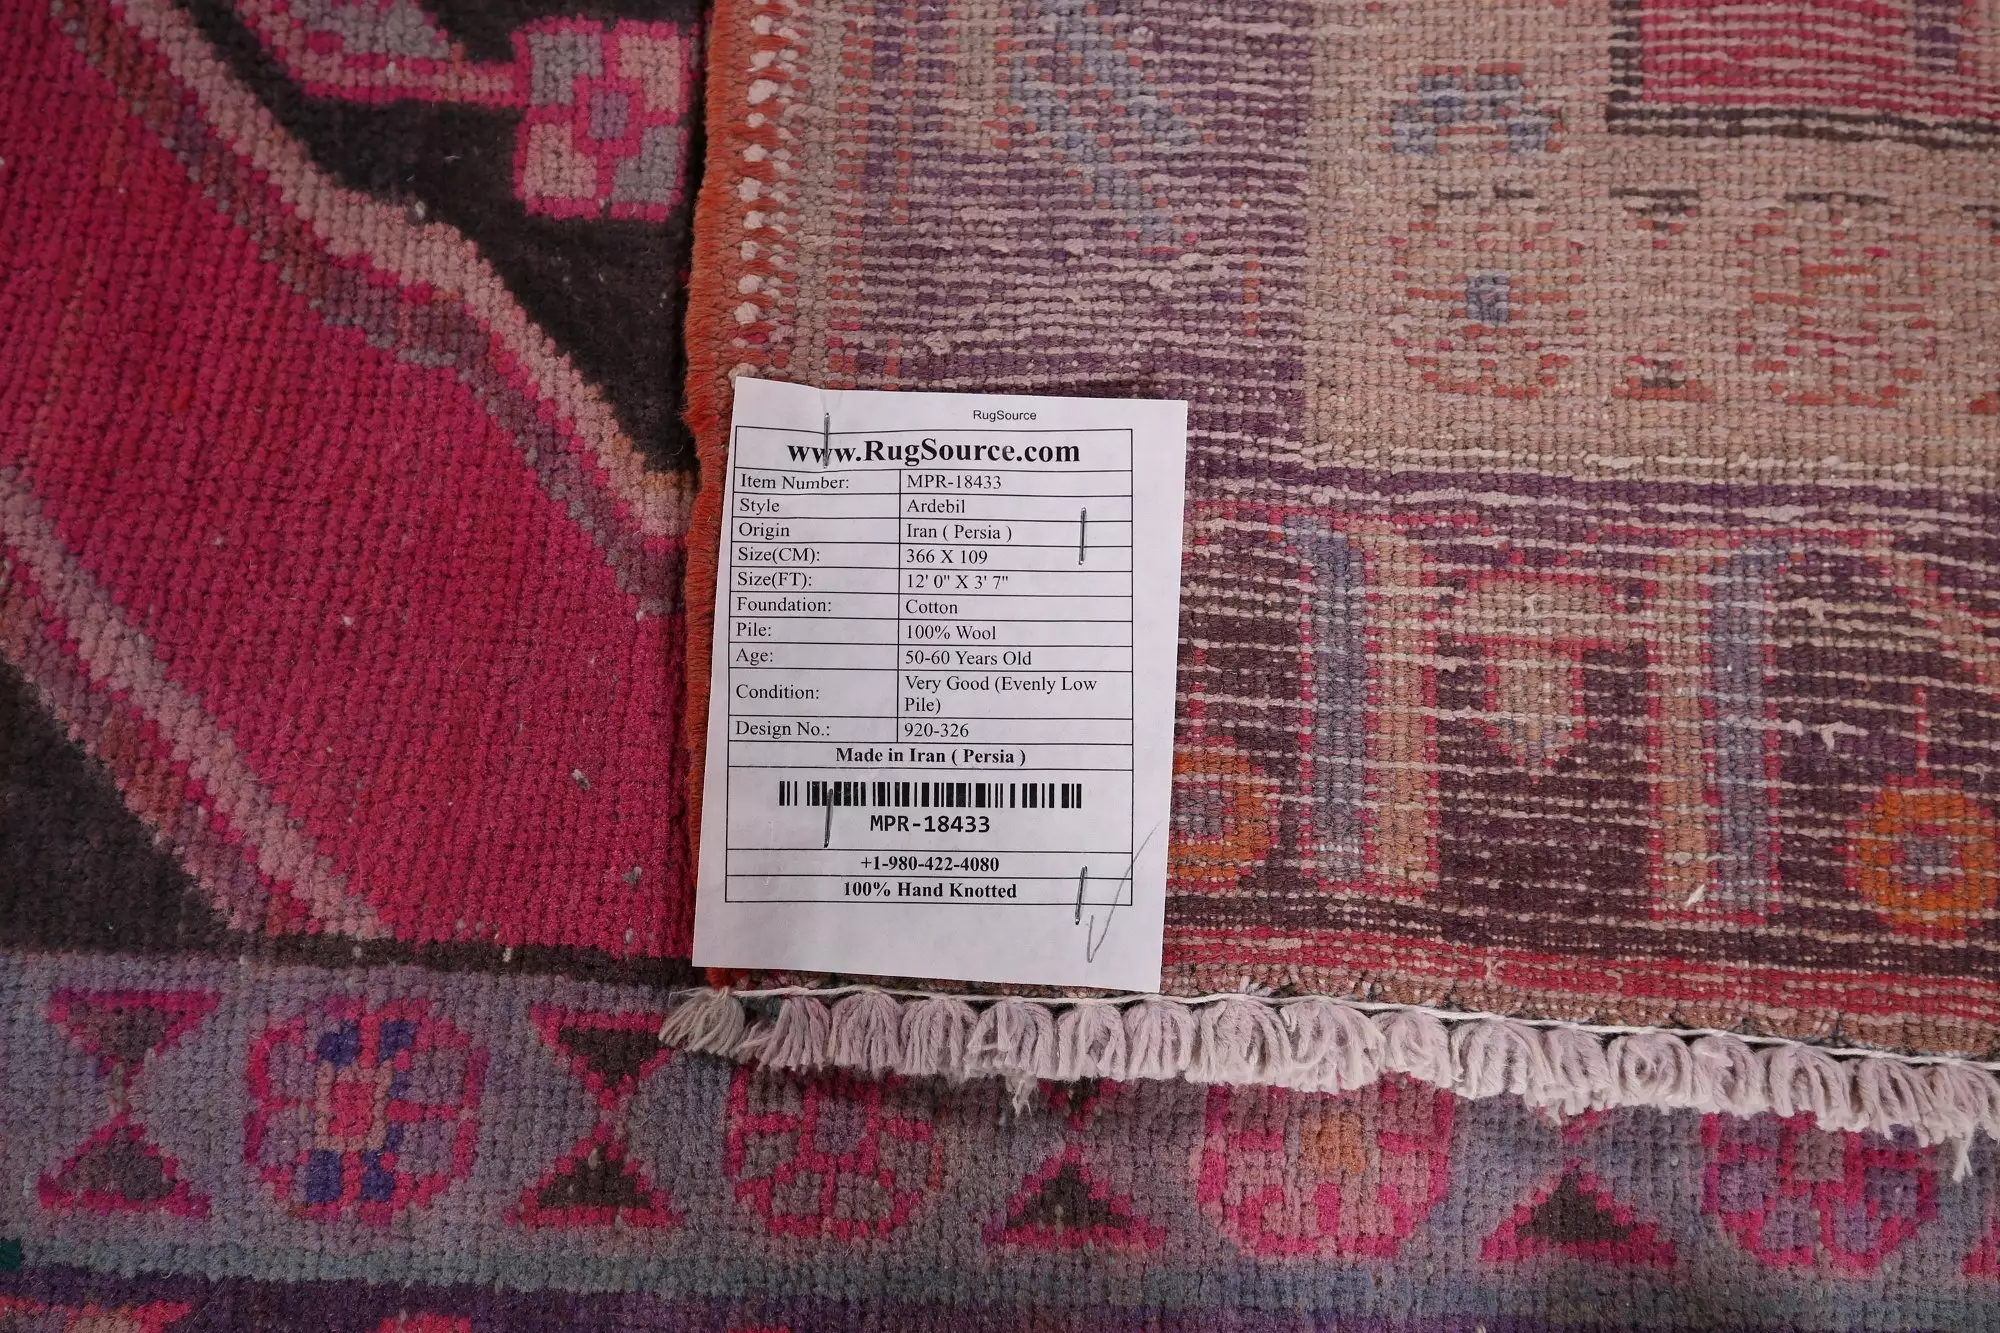 RugSource
www.RugSource.com
Item Number: MPR-18433
Style Ardebil
Origin Iran ( Persia )
Size(CM): 366 X 109
Size(FT): 12' 0" X 3' 7"
Foundation: Cotton
Pile: 100% Wool
Age: 50-60 Years Old
Condition: Very Good (Evenly Low
Pile)
Design No.: 920-326
Made in Iran ( Persia )
MPR-18433
+1-980-422-4080
100% Hand Knotted